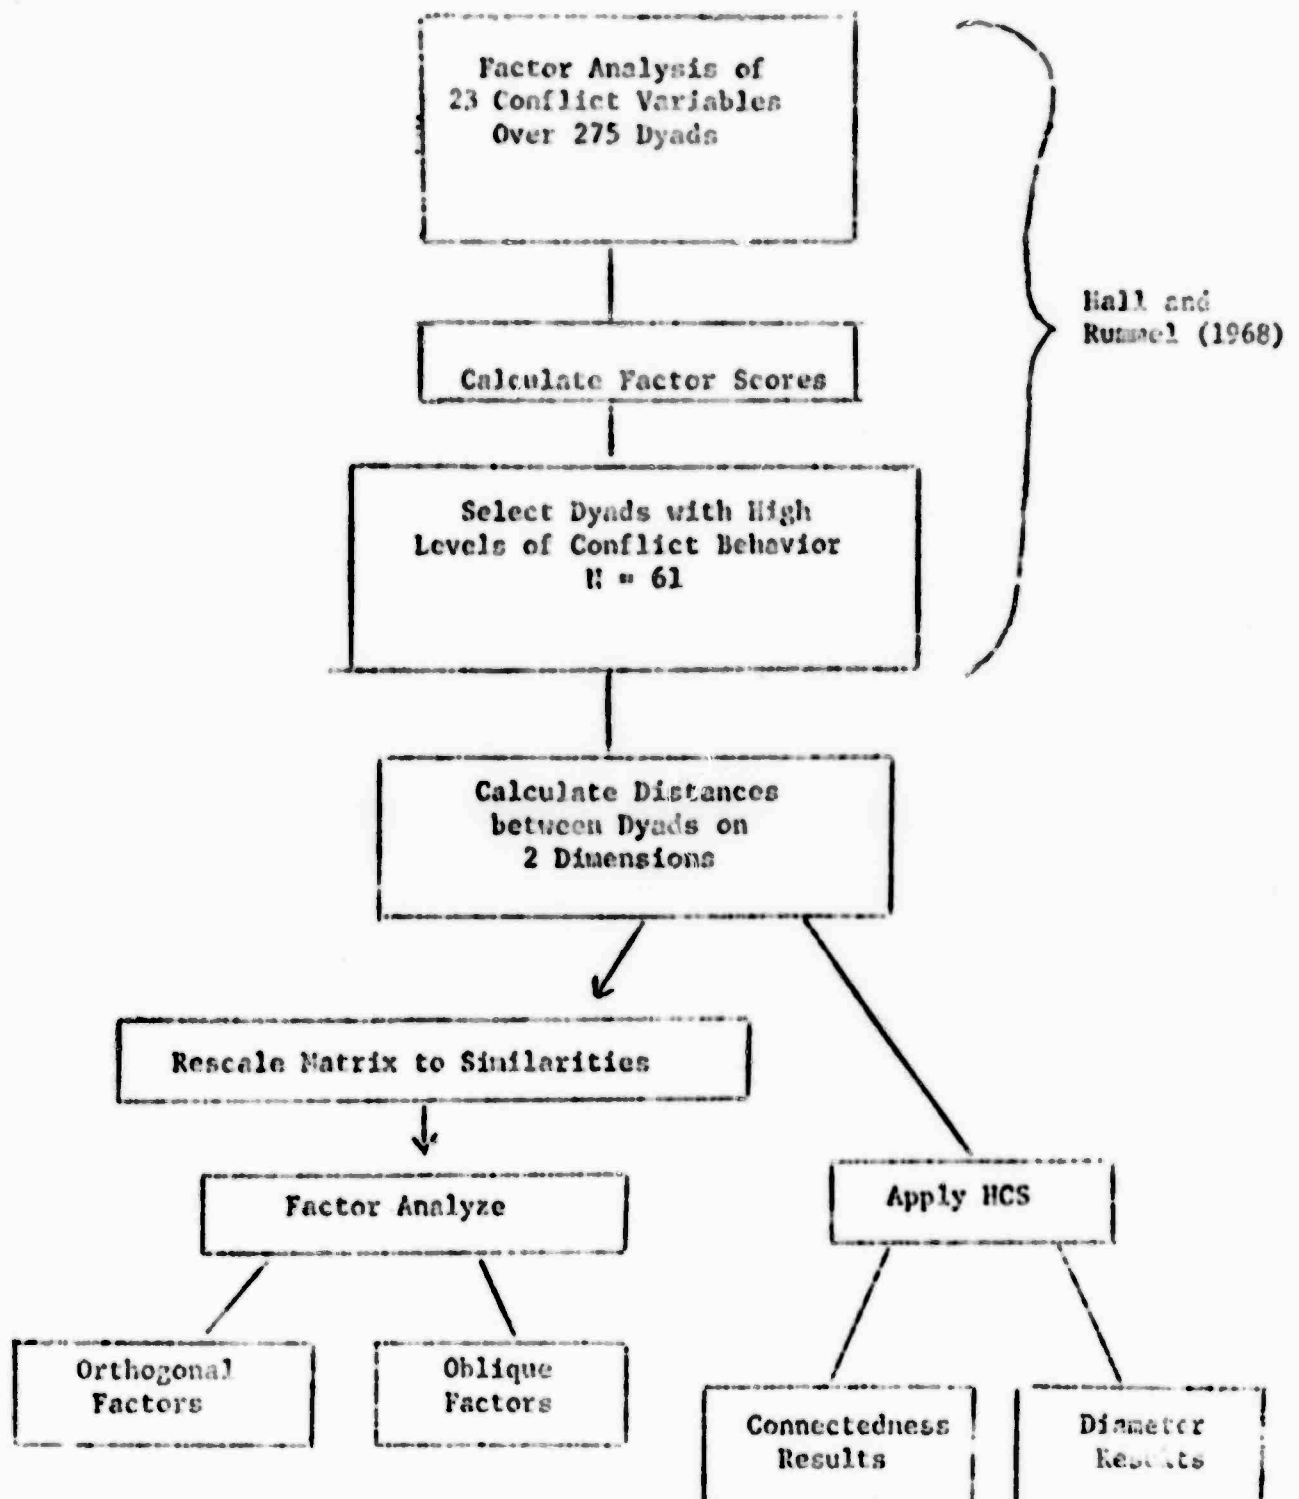 Factor Analysis of
23 Conflict Variables
Over 275 Dyads
Hall and
Rummel (1968)
Calculate Factor Scores
Select Dyads with High
Levels of Conflict Behavior
N = 61
Calculate Distances
between Dyads on
2 Dimensions
Rescale Matrix to Similarities
Factor Analyze
Apply HCS
Orthogonal
Factors
Oblique
Factors
Connectedness
Results
Diameter
Results